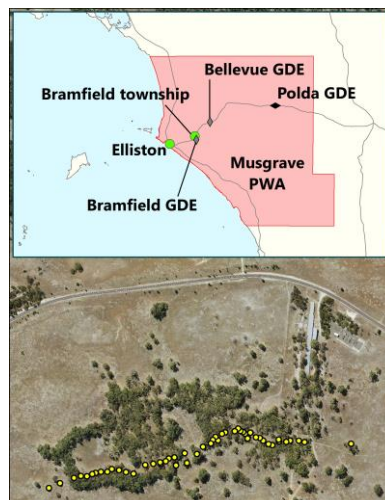 Bellevue GDE
Bramfield township
Polda GDE
Elliston
Musgrave
PWA
Bramfield GDE